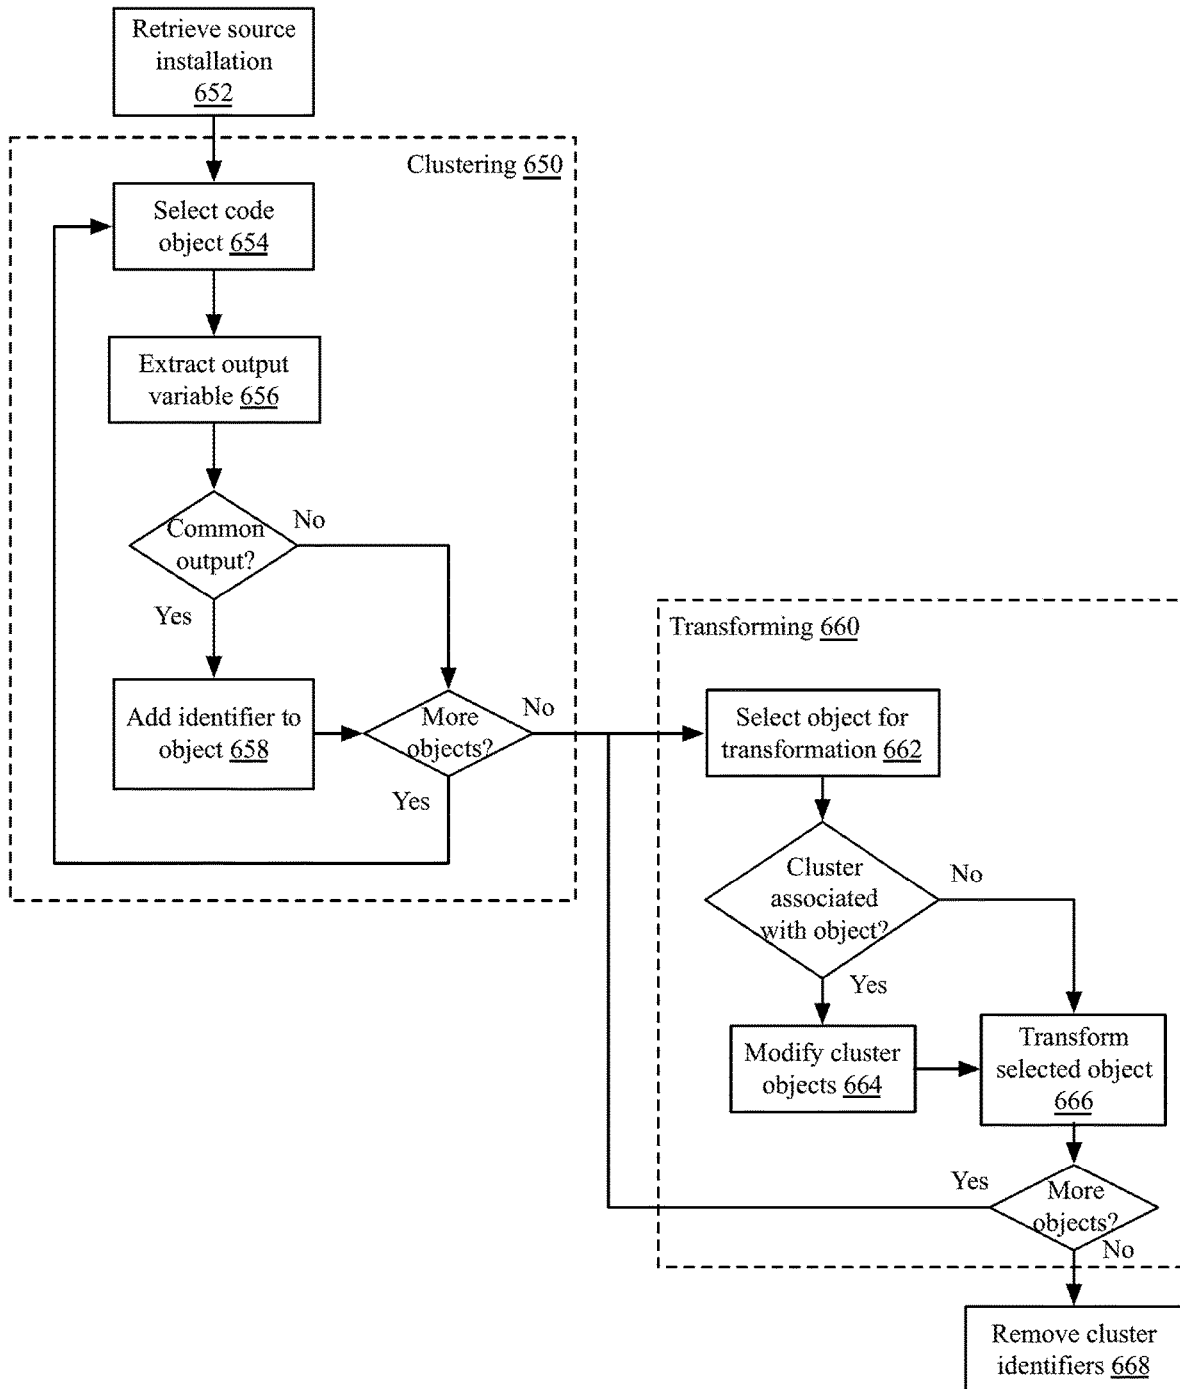 Retrieve source
installation
652
Clustering 650
Select code
object 654
Extract output
variable 656
Common
output?
No
Yes
Add identifier to
object 658
More
objects?
No
Yes
Transforming 660
Select object for
transformation 662
Cluster
associated
with object?
No
Yes
Modify cluster
objects 664
Transform
selected object
666
More
objects?
Yes
No
Remove cluster
identifiers 668